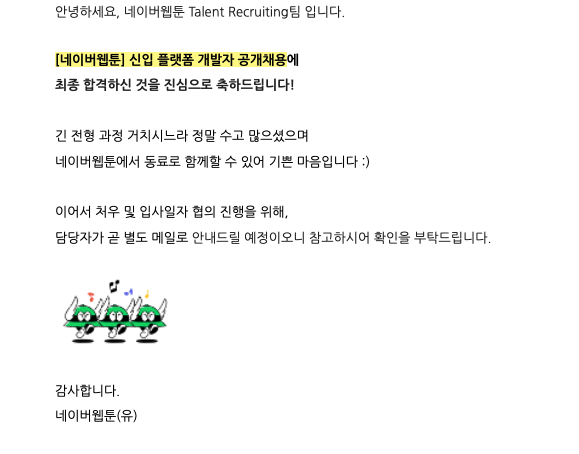 안녕하세요, 네이버웹툰 Talent Recruiting팀 입니다.
[네이버웹툰] 신입 플랫폼 개발자 공개채용에
최종 합격하신 것을 진심으로 축하드립니다!
긴 전형 과정 거치시느라 정말 수고 많으셨으며
네이버웹툰에서 동료로 함께할 수 있어 기쁜 마음입니다 :)
이어서 처우 및 입사일자 협의 진행을 위해,
담당자가 곧 별도 메일로 안내드릴 예정이오니 참고하시어 확인을 부탁드립니다.
감사합니다.
네이버웹툰(유)